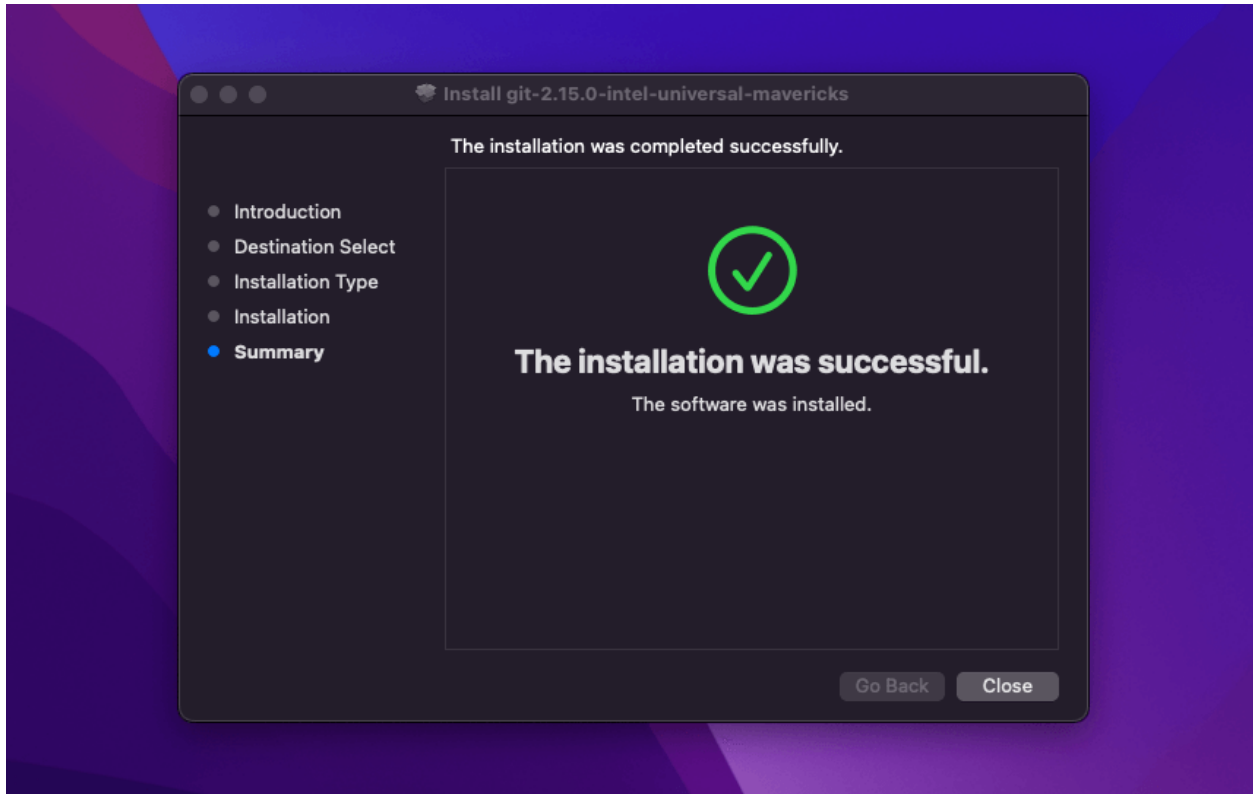 Install git-2.15.0-intel-universal-mavericks
The installation was completed successfully.
Introduction
Destination Select
Installation Type
Installation
Summary
The installation was successful.
The software was installed.
Go Back
Close